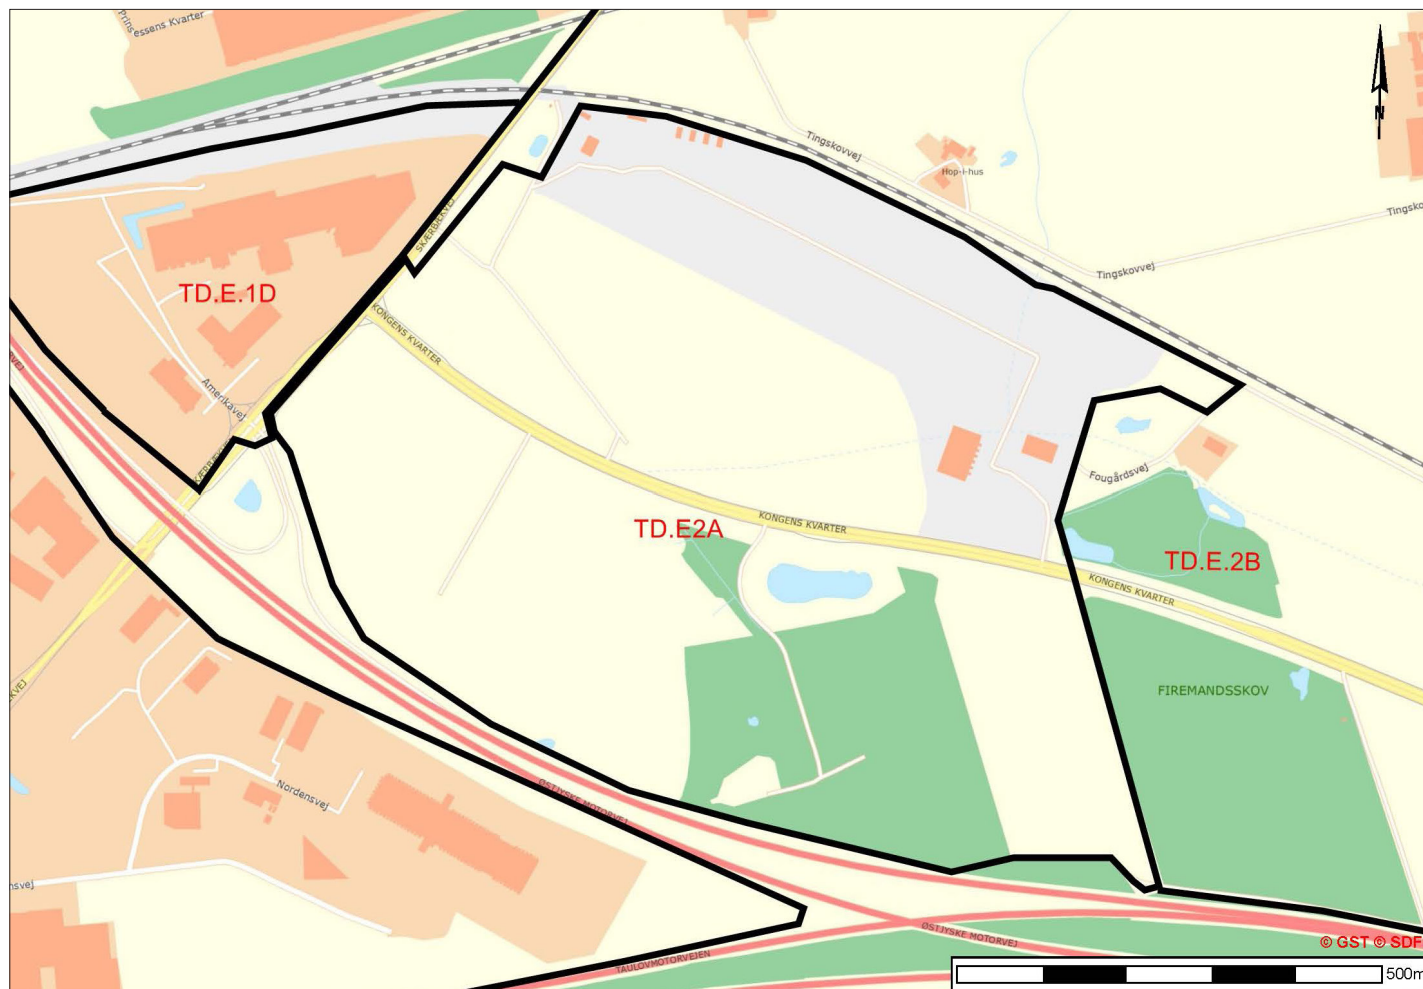 Prinsessens Kvarter
N
Tingskovvej
Hop-i-hus
Tingsko
SKÆRBÆKVEJ
Tingskovvej
TD.E.1D
KONGENS KVARTER
Amerikavej
Fougårdsvej
KONGENS KVARTER
TD.E2A
TD.E.2B
KONGENS KVARTER
FIREMANDSSKOV
Nordensvej
ØSTJYSKE MOTORVEJ
nsvej
ØSTJYSKE MOTORVEJ
© GST © SDF
TAULOVMOTORVEJEN
500m